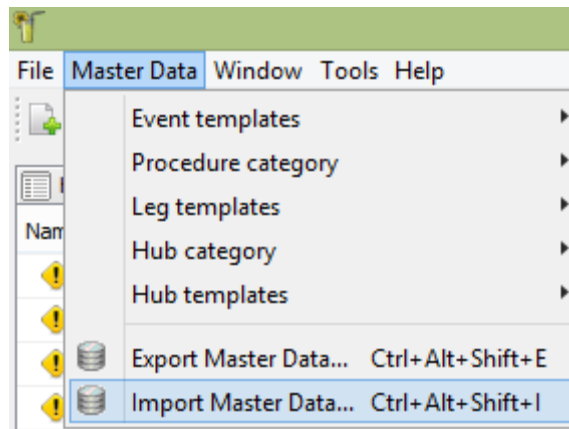 File Master Data Window Tools Help
Event templates
Procedure category
Leg templates
Hub category
Hub templates
Export Master Data... Ctrl+Alt+Shift+E
Import Master Data... Ctrl+Alt+Shift+I